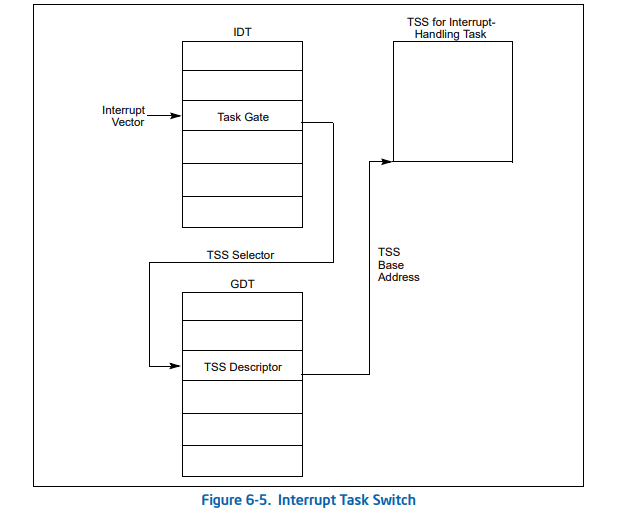 IDT
TSS for Interrupt-
Handling Task
Interrupt
Vector
Task Gate
TSS Selector
TSS
Base
Address
GDT
TSS Descriptor
Figure 6-5. Interrupt Task Switch